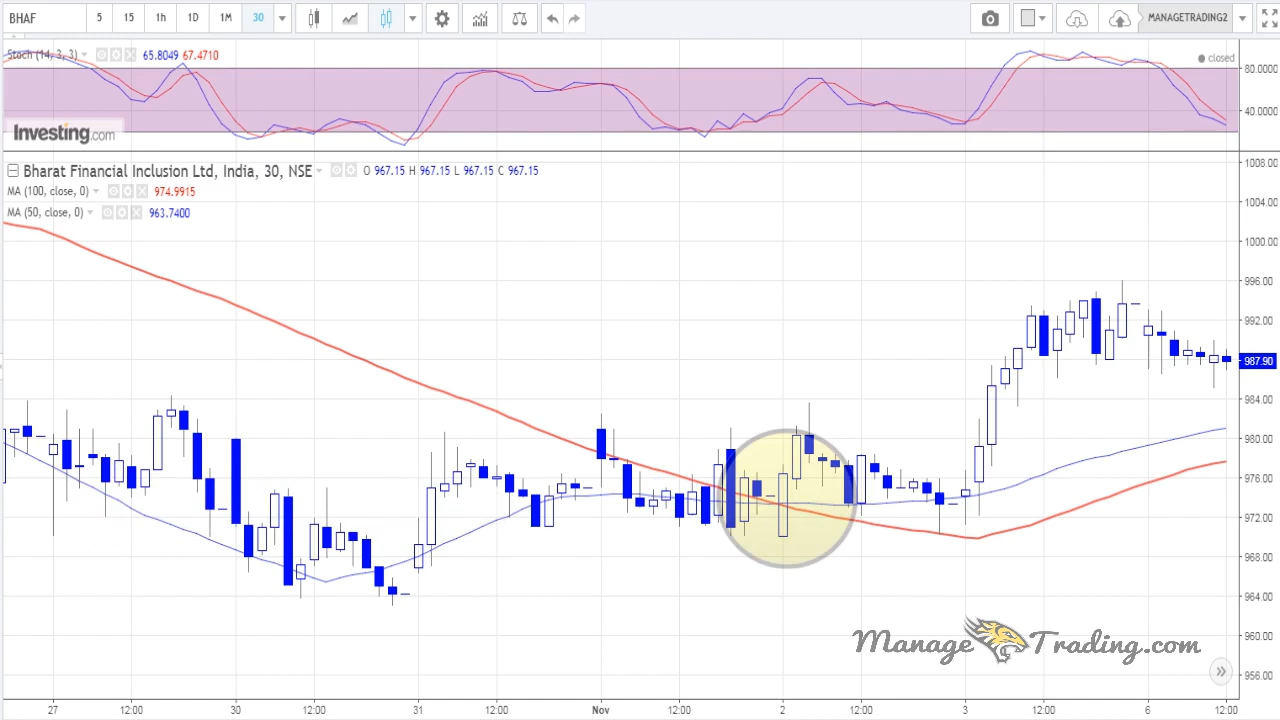 BHAF 5 15 1h 1D 1M 30 MANAGETRADING2
Stoch (14, 3, 3) 65.8049 67.4710
closed
80.0000
40.0000
Investing.com
Bharat Financial Inclusion Ltd, India, 30, NSE O 967.15 H 967.15 L 967.15 C 967.15
MA (100, close, 0) 974.9915
MA (50, close, 0) 963.7400
1008.00
1004.00
1000.00
996.00
992.00
987.90
984.00
980.00
976.00
972.00
968.00
964.00
960.00
956.00
Manage Trading.com
27 12:00 30 12:00 31 12:00 Nov 12:00 2 12:00 3 12:00 6 12:00